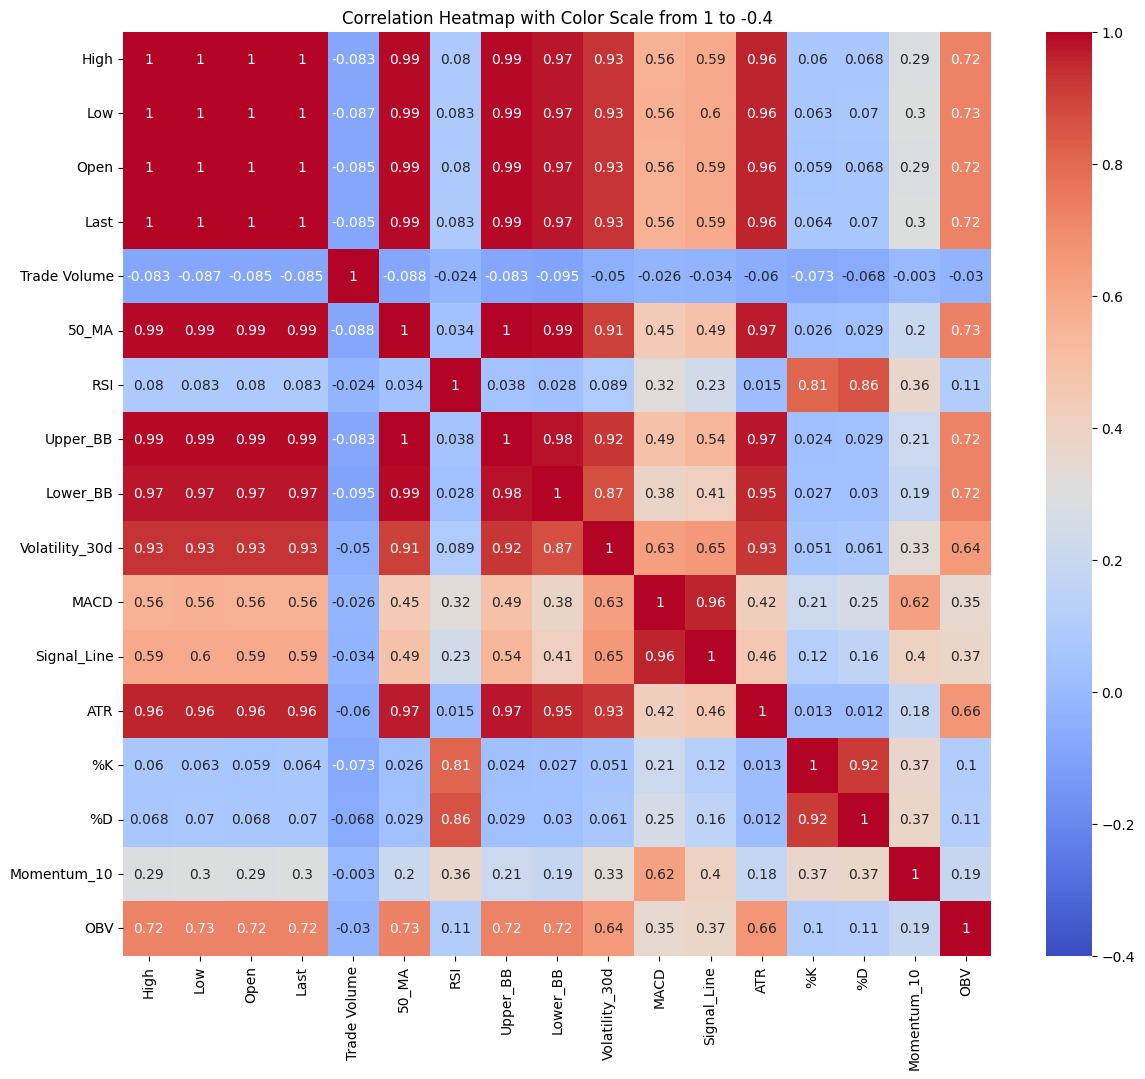 Correlation Heatmap with Color Scale from 1 to -0.4
High 1 1 1 1 -0.083 0.99 0.08 0.99 0.97 0.93 0.56 0.59 0.96 0.06 0.068 0.29 0.72
Low 1 1 1 1 -0.087 0.99 0.083 0.99 0.97 0.93 0.56 0.6 0.96 0.063 0.07 0.3 0.73
Open 1 1 1 1 -0.085 0.99 0.08 0.99 0.97 0.93 0.56 0.59 0.96 0.059 0.068 0.29 0.72
Last 1 1 1 1 -0.085 0.99 0.083 0.99 0.97 0.93 0.56 0.59 0.96 0.064 0.07 0.3 0.72
Trade Volume -0.083 -0.087 -0.085 -0.085 1 -0.088 -0.024 -0.083 -0.095 -0.05 -0.026 -0.034 -0.06 -0.073 -0.068 -0.003 -0.03
50_MA 0.99 0.99 0.99 0.99 -0.088 1 0.034 1 0.99 0.91 0.45 0.49 0.97 0.026 0.029 0.2 0.73
RSI 0.08 0.083 0.08 0.083 -0.024 0.034 1 0.038 0.028 0.089 0.32 0.23 0.015 0.81 0.86 0.36 0.11
Upper_BB 0.99 0.99 0.99 0.99 -0.083 1 0.038 1 0.98 0.92 0.49 0.54 0.97 0.024 0.029 0.21 0.72
Lower_BB 0.97 0.97 0.97 0.97 -0.095 0.99 0.028 0.98 1 0.87 0.38 0.41 0.95 0.027 0.03 0.19 0.72
Volatility_30d 0.93 0.93 0.93 0.93 -0.05 0.91 0.089 0.92 0.87 1 0.63 0.65 0.93 0.051 0.061 0.33 0.64
MACD 0.56 0.56 0.56 0.56 -0.026 0.45 0.32 0.49 0.38 0.63 1 0.96 0.42 0.21 0.25 0.62 0.35
Signal_Line 0.59 0.6 0.59 0.59 -0.034 0.49 0.23 0.54 0.41 0.65 0.96 1 0.46 0.12 0.16 0.4 0.37
ATR 0.96 0.96 0.96 0.96 -0.06 0.97 0.015 0.97 0.95 0.93 0.42 0.46 1 0.013 0.012 0.18 0.66
%K 0.06 0.063 0.059 0.064 -0.073 0.026 0.81 0.024 0.027 0.051 0.21 0.12 0.013 1 0.92 0.37 0.1
%D 0.068 0.07 0.068 0.07 -0.068 0.029 0.86 0.029 0.03 0.061 0.25 0.16 0.012 0.92 1 0.37 0.11
Momentum_10 0.29 0.3 0.29 0.3 -0.003 0.2 0.36 0.21 0.19 0.33 0.62 0.4 0.18 0.37 0.37 1 0.19
OBV 0.72 0.73 0.72 0.72 -0.03 0.73 0.11 0.72 0.72 0.64 0.35 0.37 0.66 0.1 0.11 0.19 1
High Low Open Last Trade Volume 50_MA RSI Upper_BB Lower_BB Volatility_30d MACD Signal_Line ATR %K %D Momentum_10 OBV
1.0
0.8
0.6
0.4
0.2
0.0
−0.2
−0.4